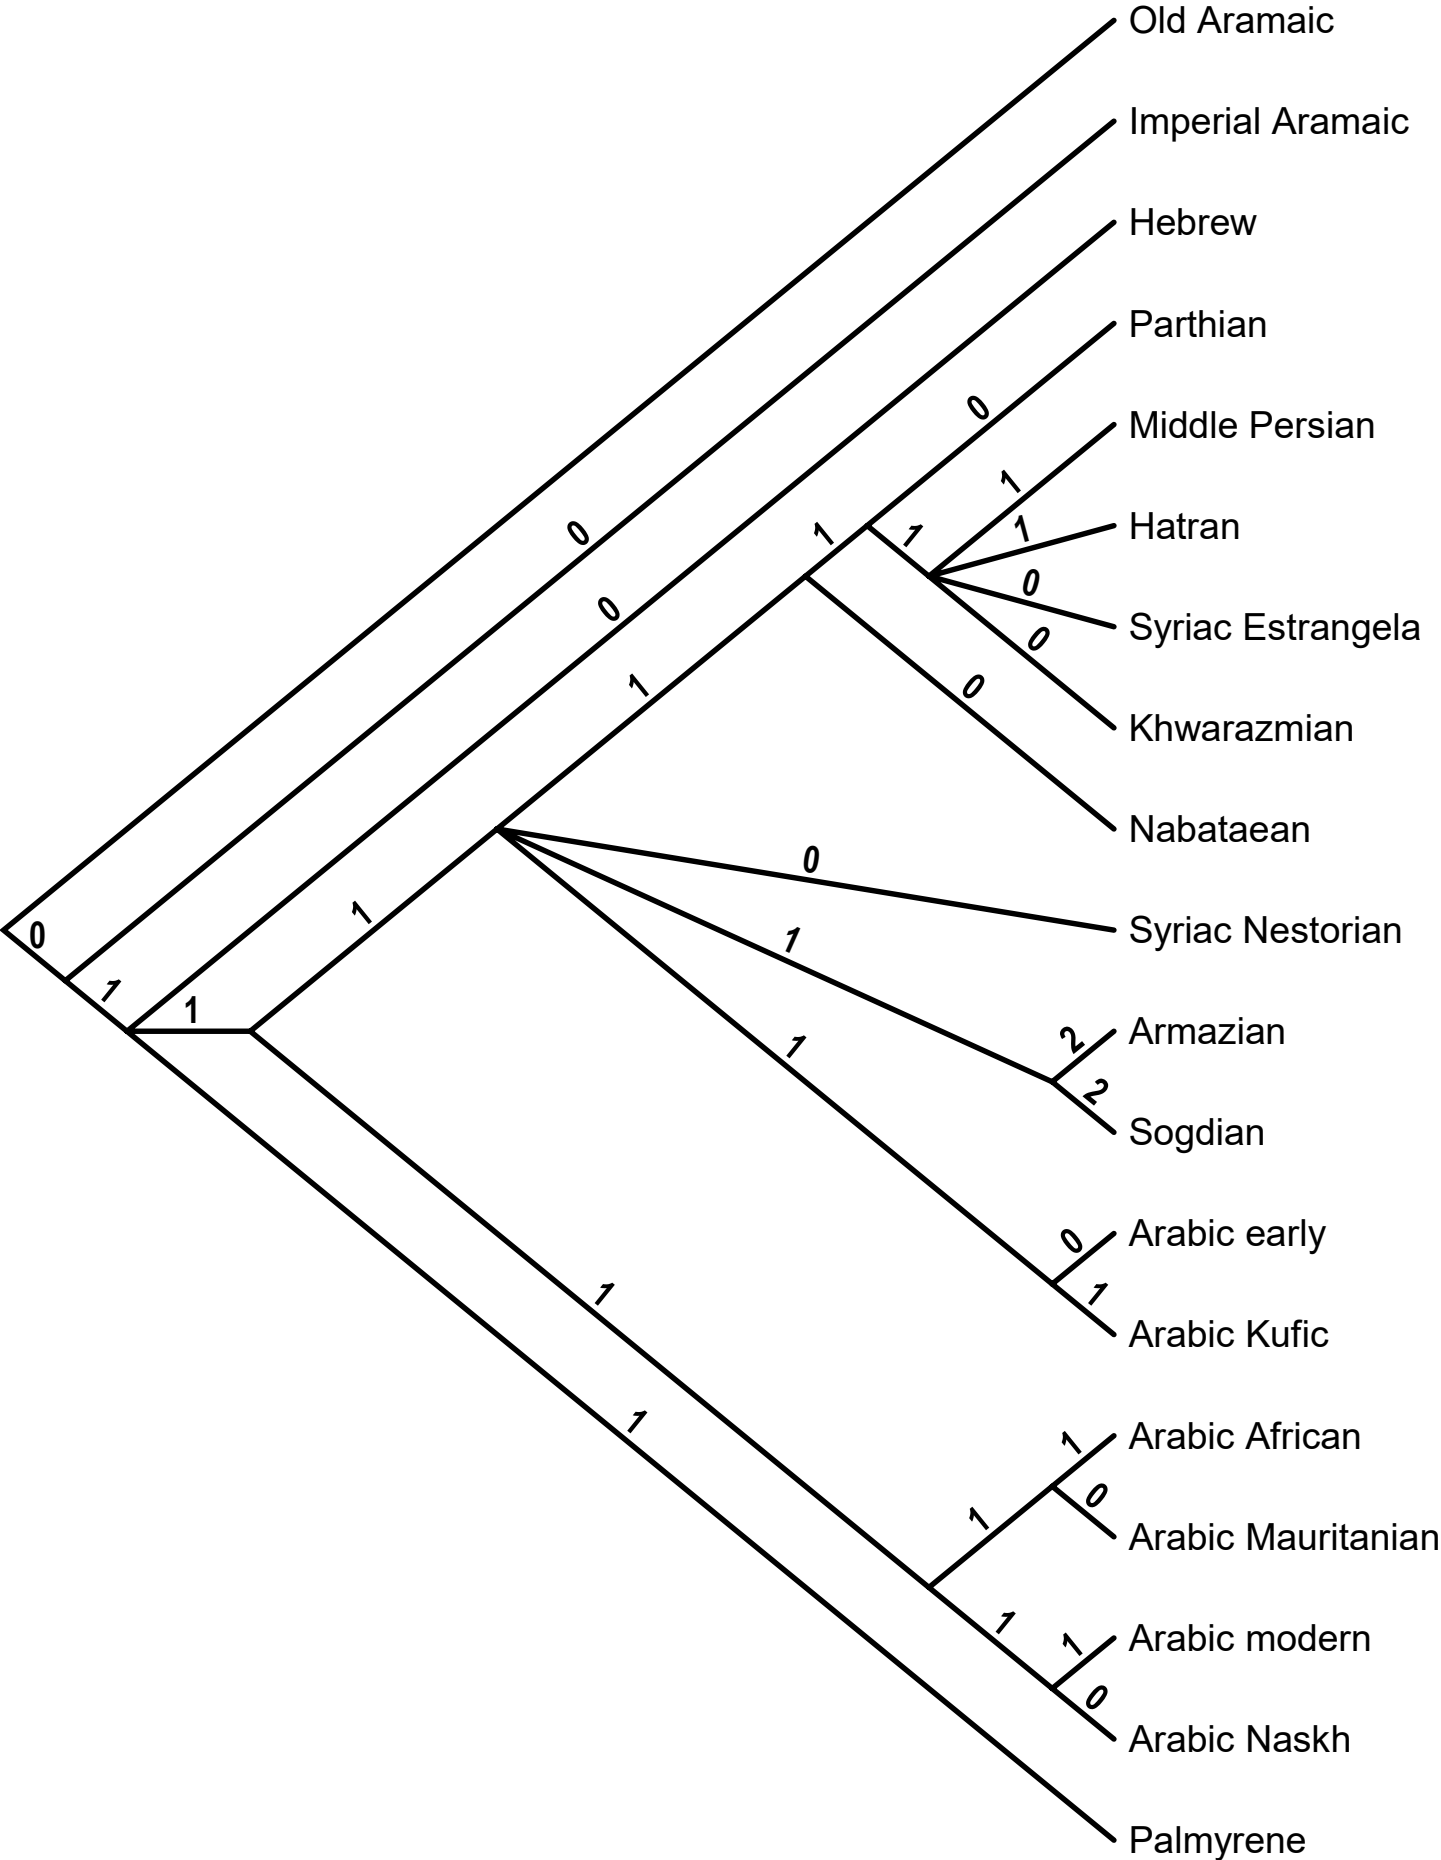 Old Aramaic
Imperial Aramaic
Hebrew
Parthian
0
Middle Persian
1
Hatran
1
0
1
1
Syriac Estrangela
0
0
0
Khwarazmian
1
0
Nabataean
0
Syriac Nestorian
1
0
1
1
1
Armazian
2
1
2
Sogdian
Arabic early
0
1
1
Arabic Kufic
1
Arabic African
1
0
1
Arabic Mauritanian
1
1
Arabic modern
0
Arabic Naskh
Palmyrene